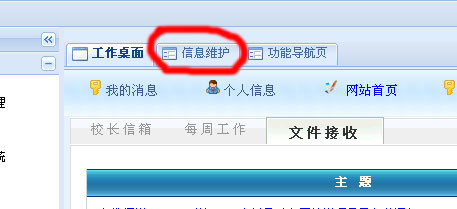 工作桌面 信息维护 功能导航页
我的消息 个人信息 网站首页
理
校长信箱 每周工作 文件接收
统
主 题